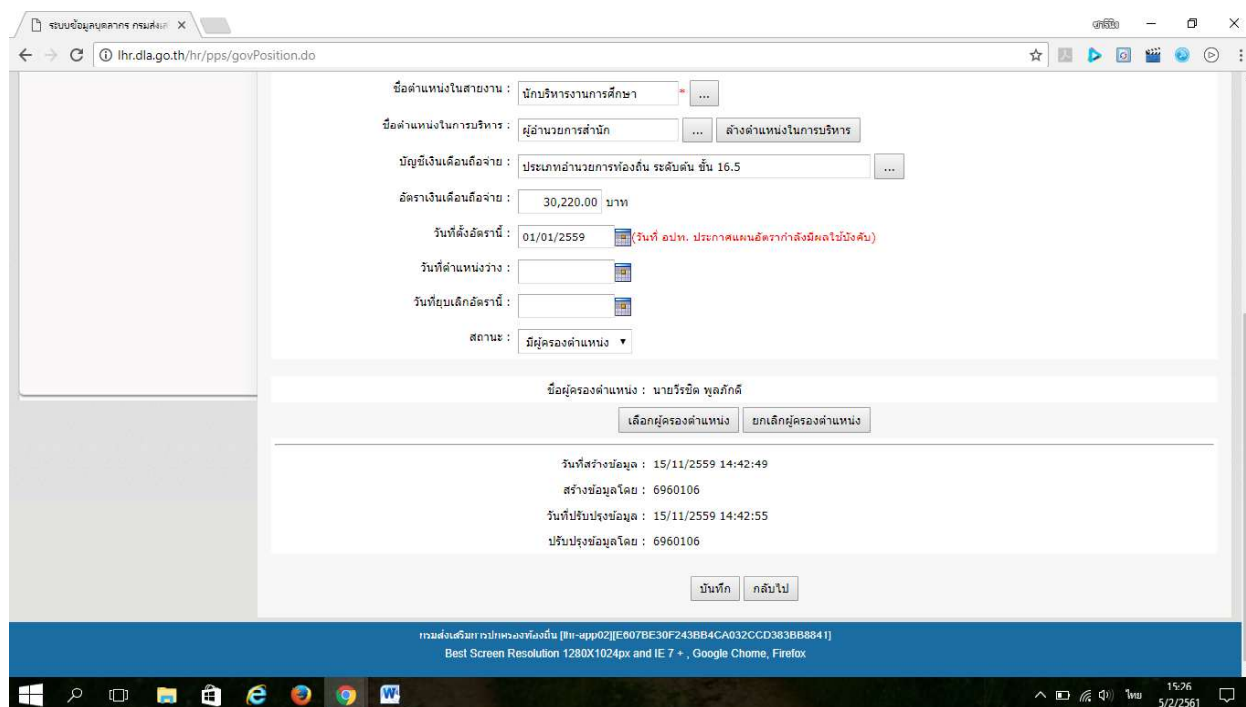 ระบบข้อมูลบุคลากร กรมส่งเส
lhr.dla.go.th/hr/pps/govPosition.do
ชื่อตำแหน่งในสายงาน : นักบริหารงานการศึกษา * ...
ชื่อตำแหน่งในการบริหาร : ผู้อำนวยการสำนัก ... ล้างตำแหน่งในการบริหาร
บัญชีเงินเดือนถือจ่าย : ประเภทอำนวยการท้องถิ่น ระดับต้น ขั้น 16.5 ...
อัตราเงินเดือนถือจ่าย : 30,220.00 บาท
วันที่ตั้งอัตรานี้ : 01/01/2559 (วันที่ อปท. ประกาศแผนอัตรากำลังมีผลใช้บังคับ)
วันที่ตำแหน่งว่าง :
วันที่ยุบเลิกอัตรานี้ :
สถานะ : มีผู้ครองตำแหน่ง
ชื่อผู้ครองตำแหน่ง : นายวีรชิต พูลภักดี
เลือกผู้ครองตำแหน่ง ยกเลิกผู้ครองตำแหน่ง
วันที่สร้างข้อมูล : 15/11/2559 14:42:49
สร้างข้อมูลโดย : 6960106
วันที่ปรับปรุงข้อมูล : 15/11/2559 14:42:55
ปรับปรุงข้อมูลโดย : 6960106
บันทึก กลับไป
กรมส่งเสริมการปกครองท้องถิ่น [lhr-app02][E607BE30F243BB4CA032CCD383BB8841]
Best Screen Resolution 1280X1024px and IE 7 + , Google Chome, Firefox
ไทย 15:26
5/2/2561